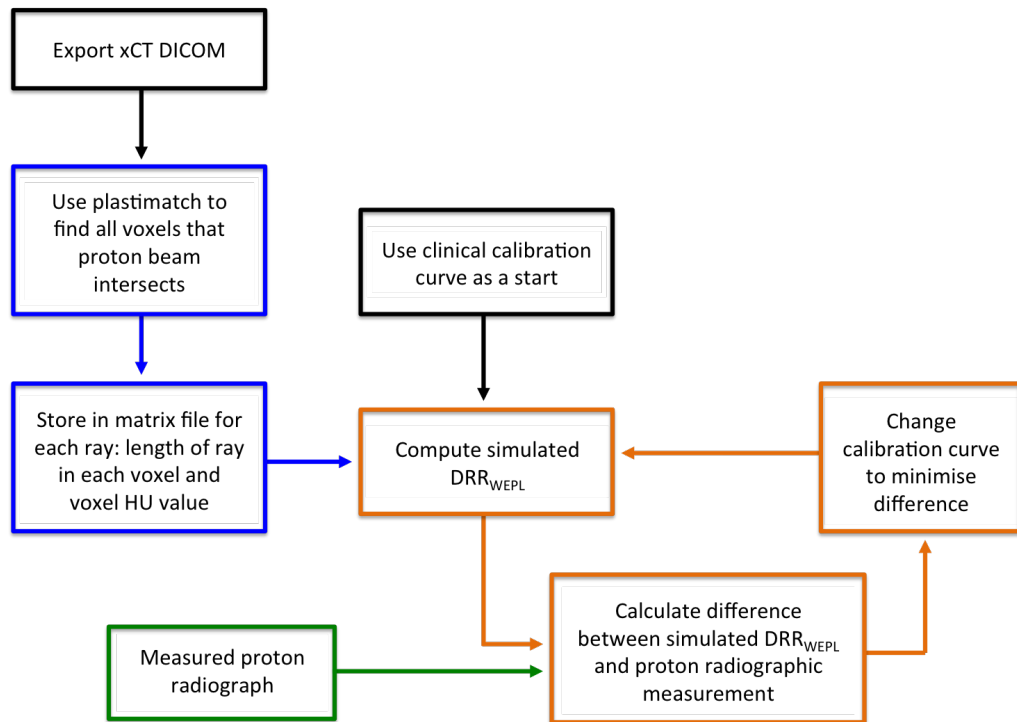 Export xCT DICOM
Use plastimatch to
find all voxels that
proton beam
intersects
Use clinical calibration
curve as a start
Store in matrix file for
each ray: length of ray
in each voxel and
voxel HU value
Compute simulated
DRRWEPL
Change
calibration curve
to minimise
difference
Calculate difference
between simulated DRRWEPL
and proton radiographic
measurement
Measured proton
radiograph